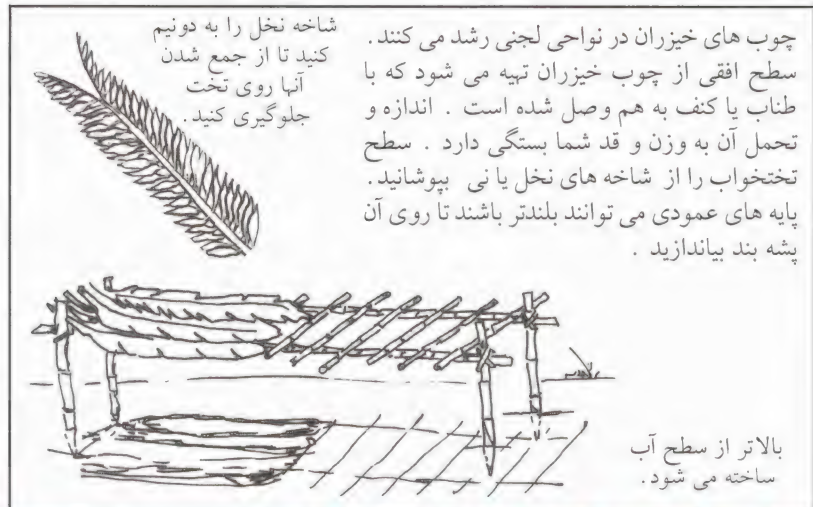 چوب های خیزران در نواحی لجنی رشد می کنند.
سطح افقی از چوب خیزران تهیه می شود که با
طناب یا کنف به هم وصل شده است . اندازه و
تحمل آن به وزن و قد شما بستگی دارد . سطح
تختخواب را از شاخه های نخل یا نی بپوشانید.
پایه های عمودی می توانند بلندتر باشند تا روی آن
پشه بند بیاندازید .
شاخه نخل را به دونیم
کنید تا از جمع شدن
آنها روی تخت
جلوگیری کنید.
بالاتر از سطح آب
ساخته می شود.